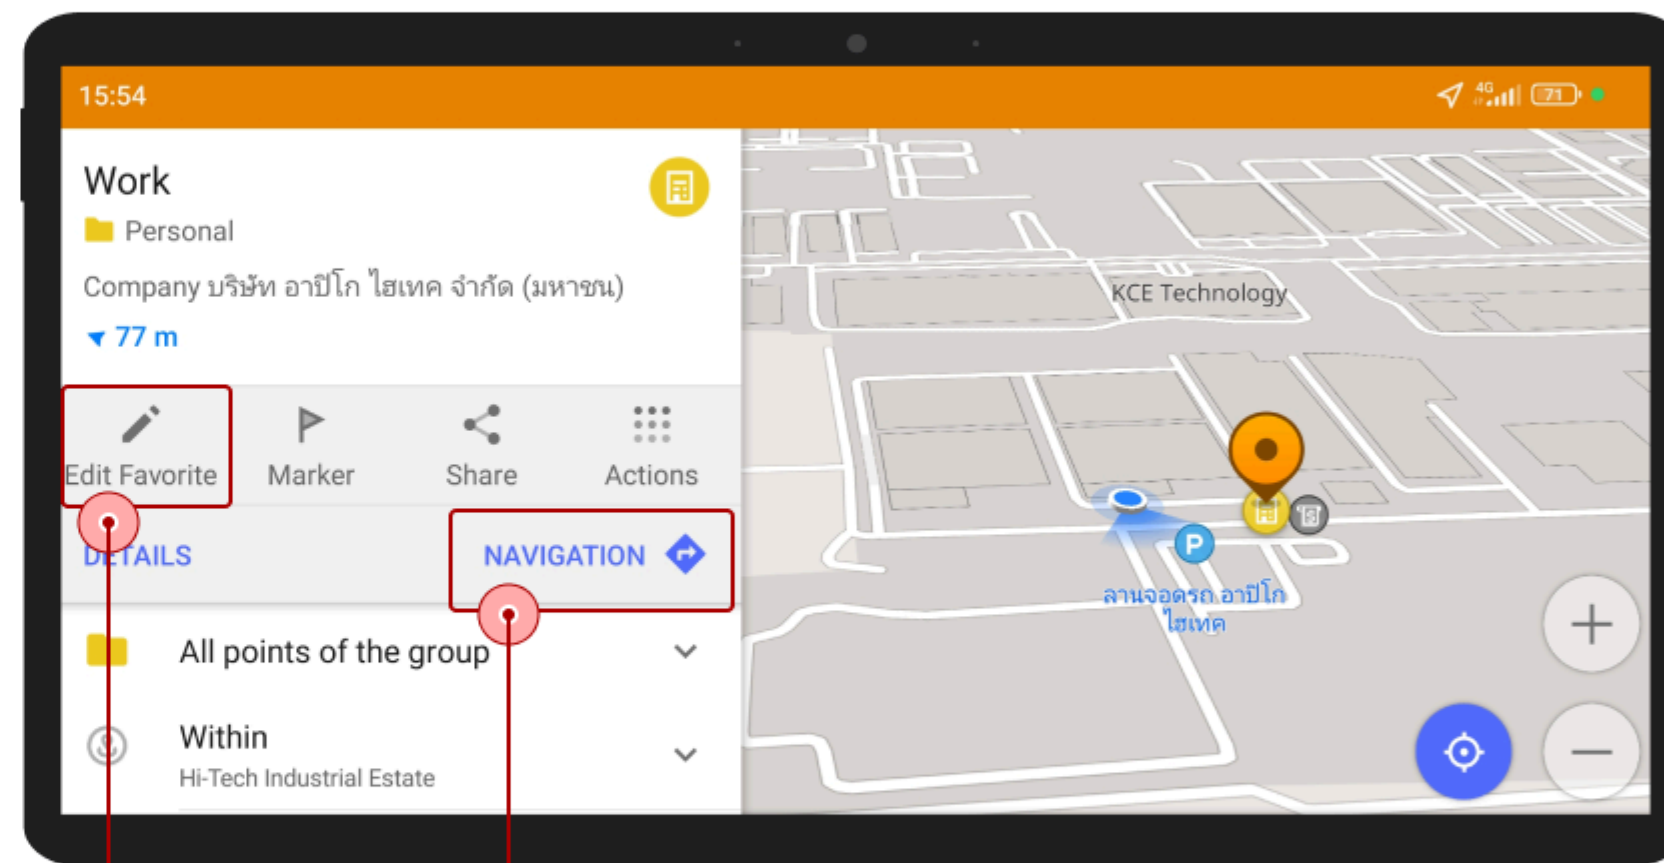 15:54
4G
71
Work
Personal
Company บริษัท อาปิโก ไฮเทค จำกัด (มหาชน)
77 m
Edit Favorite
Marker
Share
Actions
DETAILS
NAVIGATION
All points of the group
Within
Hi-Tech Industrial Estate
KCE Technology
P
ลานจอดรถ อาปิโก
ไฮเทค